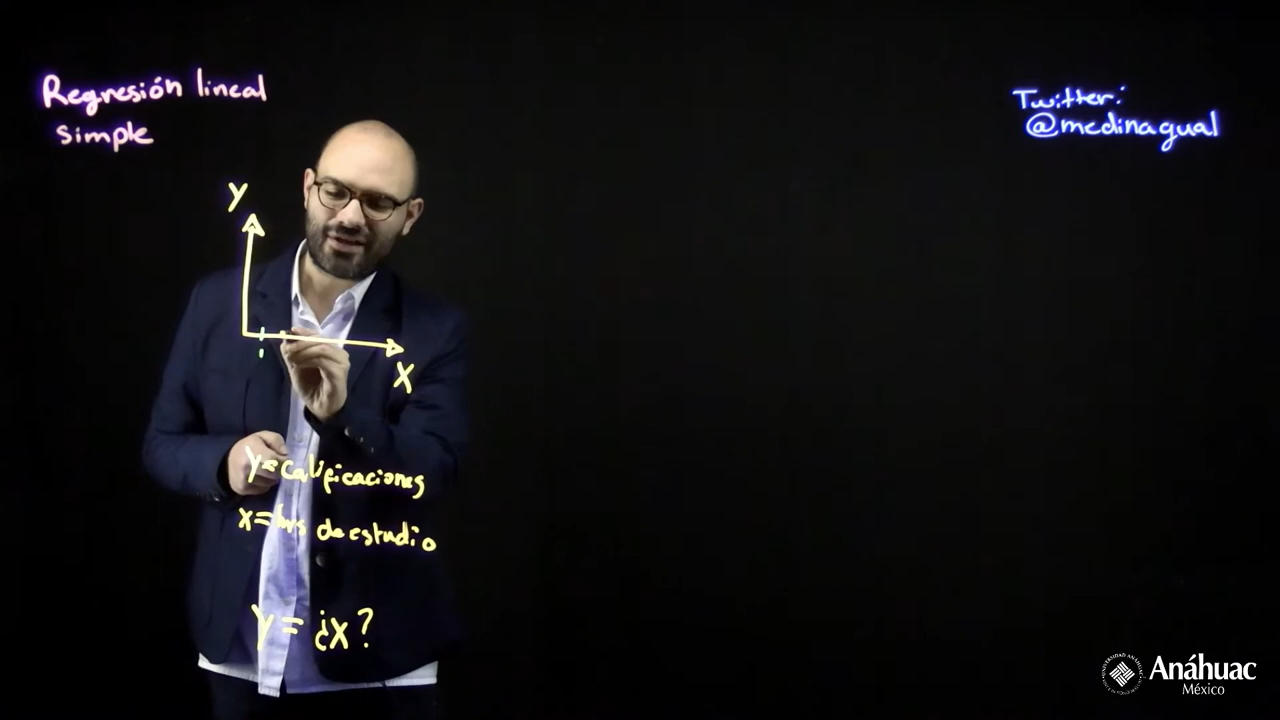 Regresión lineal
simple
Twitter:
@medinagual
y
x
y=calificaciones
x=hrs de estudio
y= ¿x?
Anáhuac
México